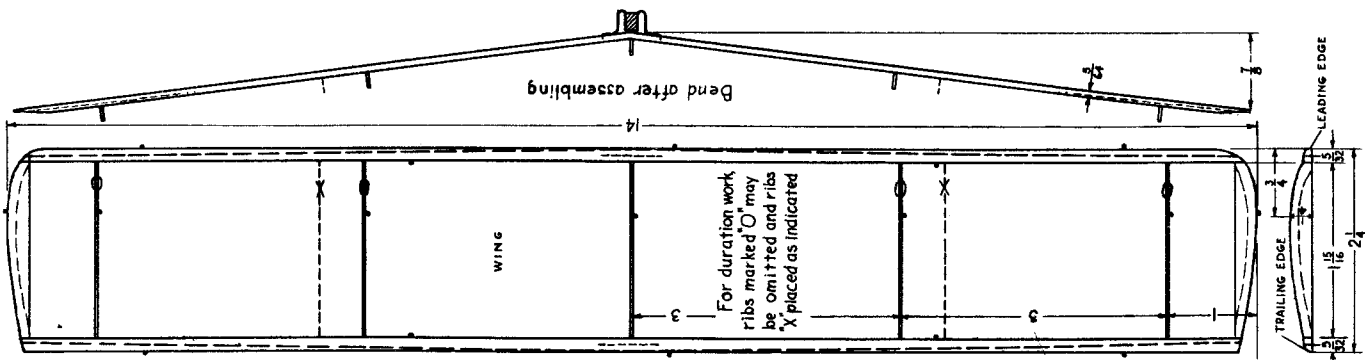 Bend after assembling
5/64
7/8
14
LEADING EDGE
5/32
3/4
X
X
O
O
O
O
WING
For duration work,
ribs marked "O" may
be omitted and ribs
"X" placed as indicated
3
3
1
TRAILING EDGE
1 15/16
2 1/4
5/32